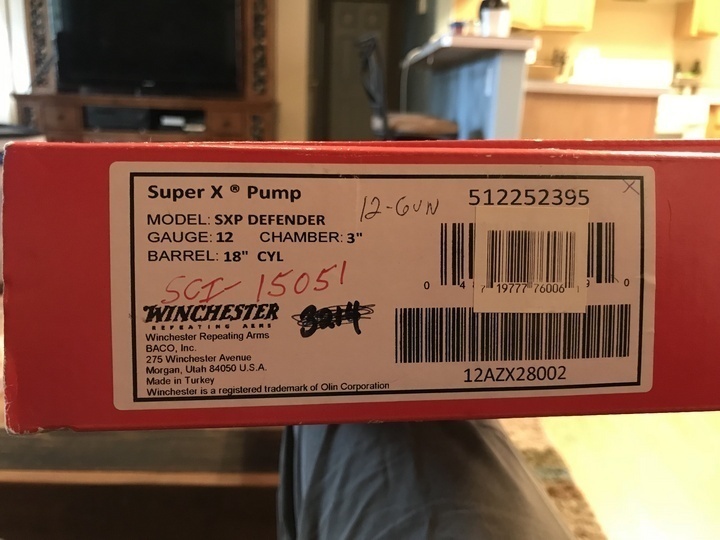 Super X ® Pump
12-GUN
512252395
MODEL: SXP DEFENDER
GAUGE: 12 CHAMBER: 3"
BARREL: 18" CYL
0 4 7 19777 76006 1 9 0
SCI-15051
WINCHESTER
REPEATING ARMS
Winchester Repeating Arms
BACO, Inc.
275 Winchester Avenue
Morgan, Utah 84050 U.S.A.
Made in Turkey
Winchester is a registered trademark of Olin Corporation
12AZX28002